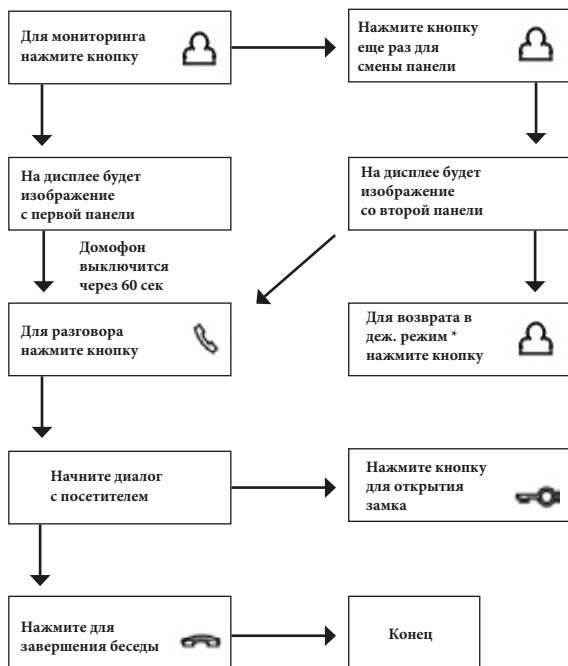 Для мониторинга
нажмите кнопку
Нажмите кнопку
еще раз для
смены панели
На дисплее будет
изображение
с первой панели
На дисплее будет
изображение
со второй панели
Домофон
выключится
через 60 сек
Для разговора
нажмите кнопку
Для возврата в
деж. режим *
нажмите кнопку
Начните диалог
с посетителем
Нажмите кнопку
для открытия
замка
Нажмите для
завершения беседы
Конец